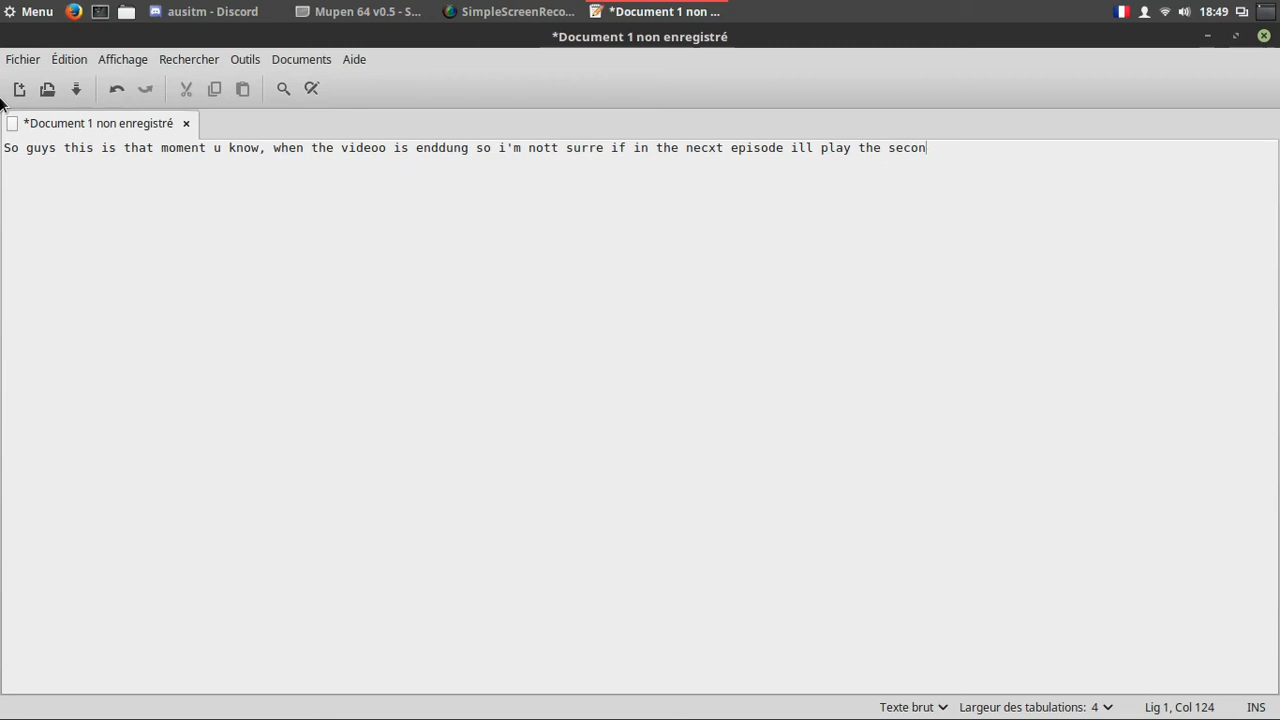 Menu ausitm - Discord Mupen 64 v0.5 - S... SimpleScreenReco... *Document 1 non ... 18:49
*Document 1 non enregistré
Fichier Édition Affichage Rechercher Outils Documents Aide
*Document 1 non enregistré ×
So guys this is that moment u know, when the videoo is enddung so i'm nott surre if in the necxt episode ill play the secon
Texte brut Largeur des tabulations: 4 Lig 1, Col 124 INS